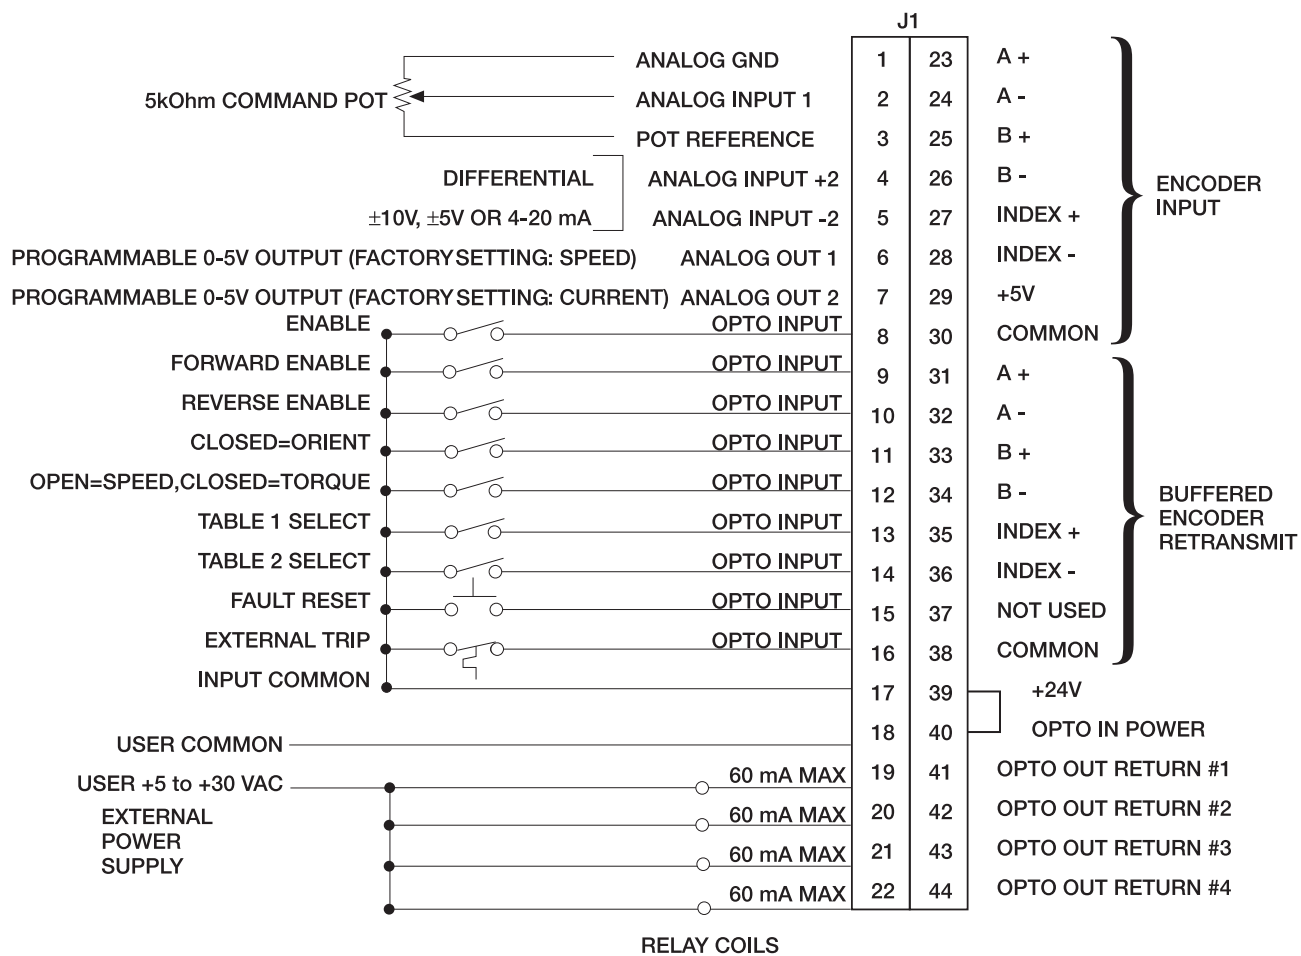 J1
ANALOG GND 1 23 A +
5kOhm COMMAND POT ANALOG INPUT 1 2 24 A -
POT REFERENCE 3 25 B +
DIFFERENTIAL ANALOG INPUT +2 4 26 B -
±10V, ±5V OR 4-20 mA ANALOG INPUT -2 5 27 INDEX +
PROGRAMMABLE 0-5V OUTPUT (FACTORY SETTING: SPEED) ANALOG OUT 1 6 28 INDEX -
PROGRAMMABLE 0-5V OUTPUT (FACTORY SETTING: CURRENT) ANALOG OUT 2 7 29 +5V
ENABLE OPTO INPUT 8 30 COMMON
ENCODER
INPUT
FORWARD ENABLE OPTO INPUT 9 31 A +
REVERSE ENABLE OPTO INPUT 10 32 A -
CLOSED=ORIENT OPTO INPUT 11 33 B +
OPEN=SPEED,CLOSED=TORQUE OPTO INPUT 12 34 B -
TABLE 1 SELECT OPTO INPUT 13 35 INDEX +
TABLE 2 SELECT OPTO INPUT 14 36 INDEX -
FAULT RESET OPTO INPUT 15 37 NOT USED
EXTERNAL TRIP OPTO INPUT 16 38 COMMON
BUFFERED
ENCODER
RETRANSMIT
INPUT COMMON 17 39 +24V
USER COMMON 18 40 OPTO IN POWER
USER +5 to +30 VAC 60 mA MAX 19 41 OPTO OUT RETURN #1
60 mA MAX 20 42 OPTO OUT RETURN #2
60 mA MAX 21 43 OPTO OUT RETURN #3
60 mA MAX 22 44 OPTO OUT RETURN #4
EXTERNAL
POWER
SUPPLY
RELAY COILS